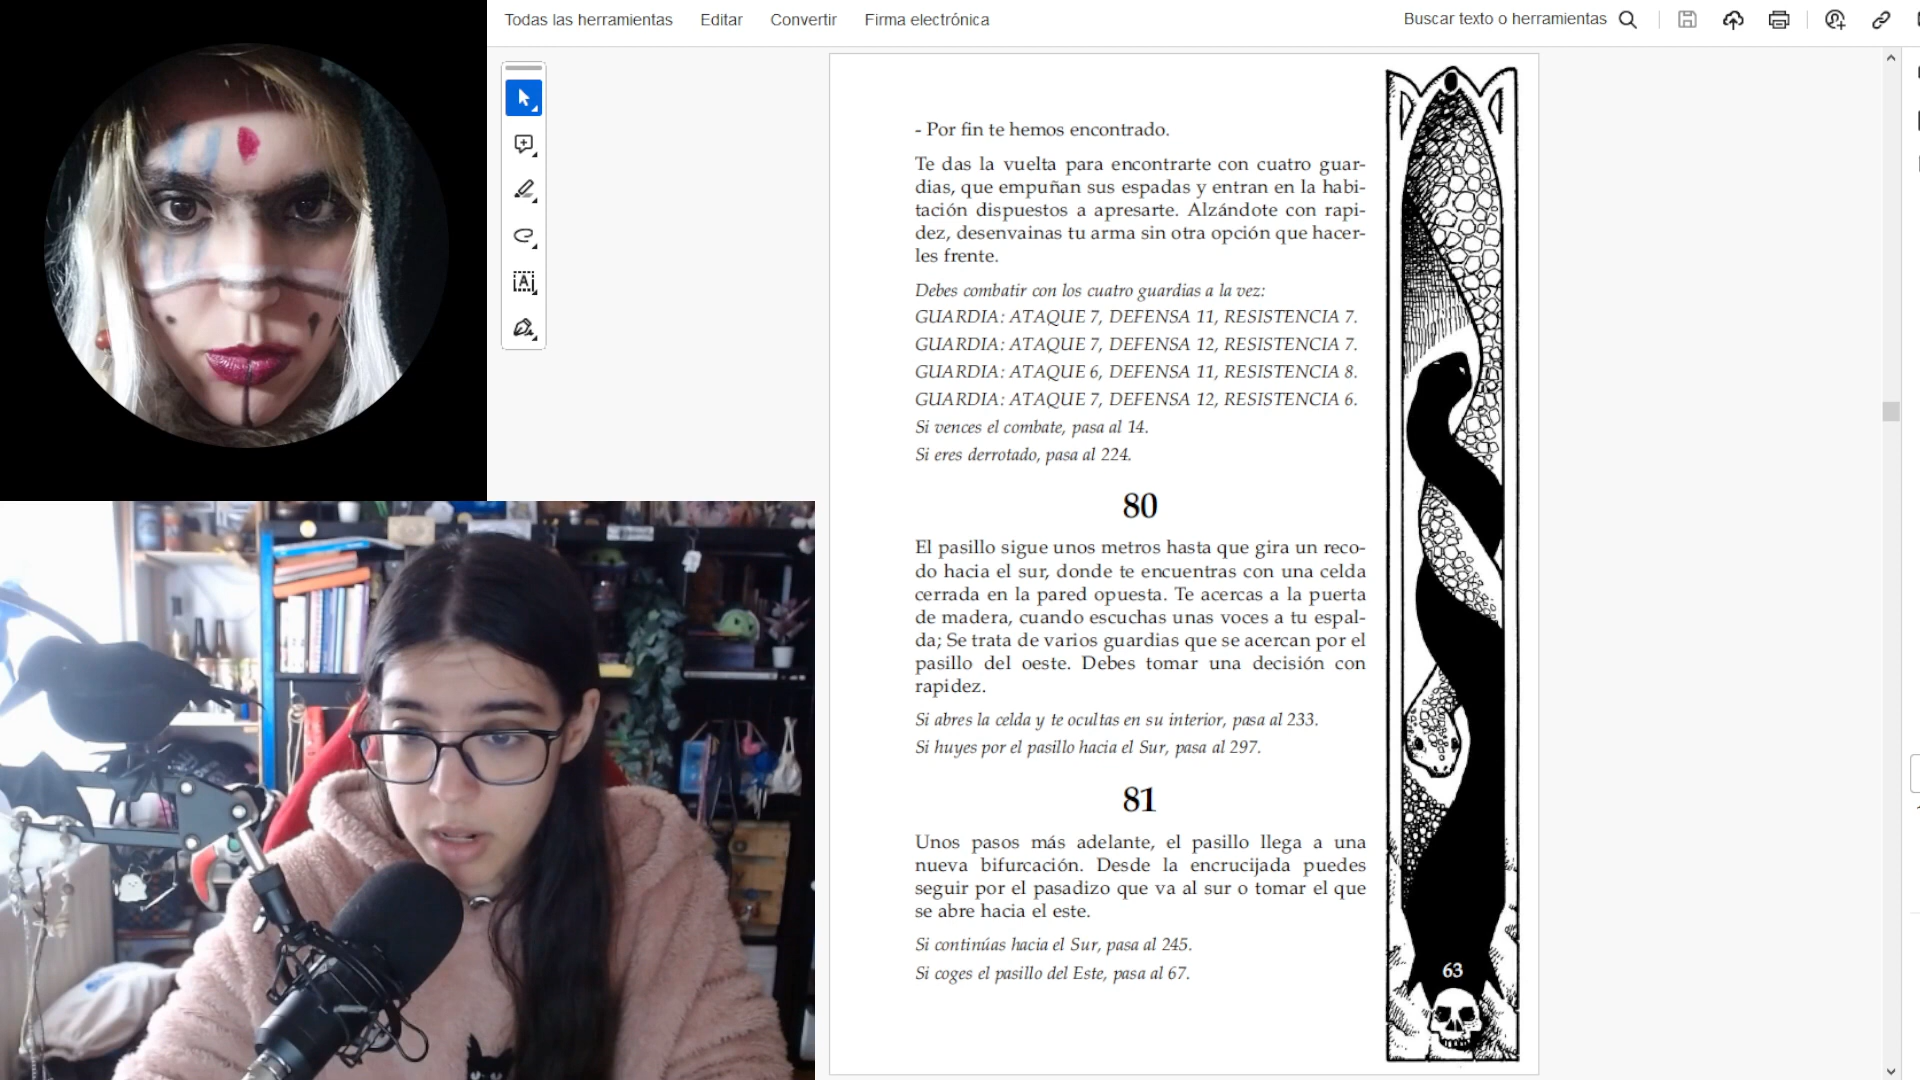 Todas las herramientas Editar Convertir Firma electrónica Buscar texto o herramientas
- Por fin te hemos encontrado.
Te das la vuelta para encontrarte con cuatro guar-
dias, que empuñan sus espadas y entran en la habi-
tación dispuestos a apresarte. Alzándote con rapi-
dez, desenvainas tu arma sin otra opción que hacer-
les frente.
Debes combatir con los cuatro guardias a la vez:
GUARDIA: ATAQUE 7, DEFENSA 11, RESISTENCIA 7.
GUARDIA: ATAQUE 7, DEFENSA 12, RESISTENCIA 7.
GUARDIA: ATAQUE 6, DEFENSA 11, RESISTENCIA 8.
GUARDIA: ATAQUE 7, DEFENSA 12, RESISTENCIA 6.
Si vences el combate, pasa al 14.
Si eres derrotado, pasa al 224.
80
El pasillo sigue unos metros hasta que gira un reco-
do hacia el sur, donde te encuentras con una celda
cerrada en la pared opuesta. Te acercas a la puerta
de madera, cuando escuchas unas voces a tu espal-
da; Se trata de varios guardias que se acercan por el
pasillo del oeste. Debes tomar una decisión con
rapidez.
Si abres la celda y te ocultas en su interior, pasa al 233.
Si huyes por el pasillo hacia el Sur, pasa al 297.
81
Unos pasos más adelante, el pasillo llega a una
nueva bifurcación. Desde la encrucijada puedes
seguir por el pasadizo que va al sur o tomar el que
se abre hacia el este.
Si continúas hacia el Sur, pasa al 245.
Si coges el pasillo del Este, pasa al 67.
63